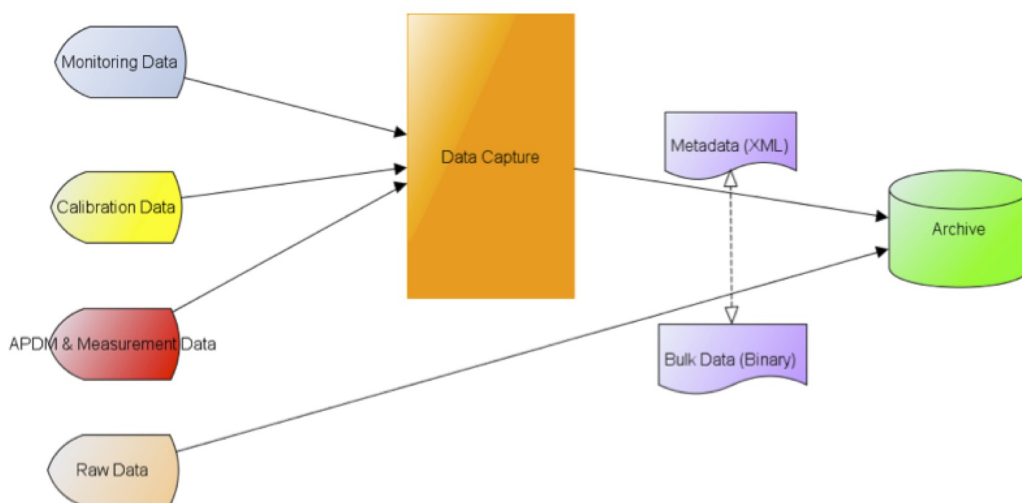 Monitoring Data
Data Capture
Metadata (XML)
Calibration Data
Archive
APDM & Measurement Data
Bulk Data (Binary)
Raw Data